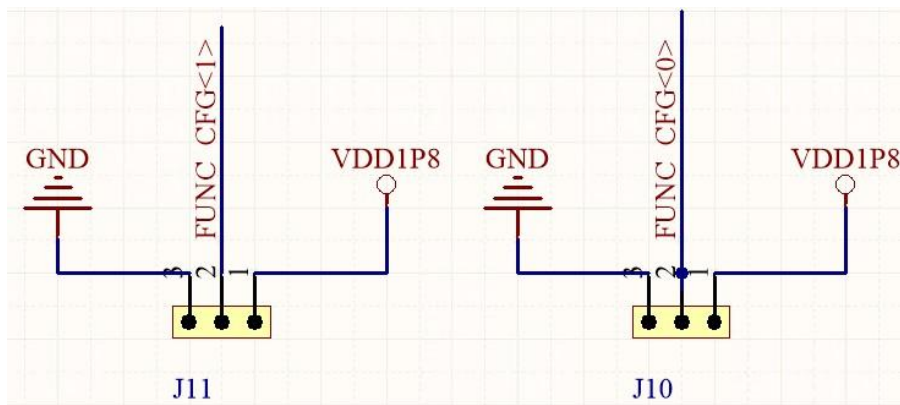 FUNC CFG<1>
FUNC CFG<0>
GND
VDD1P8
GND
VDD1P8
3 2 1
3 2 1
J11
J10